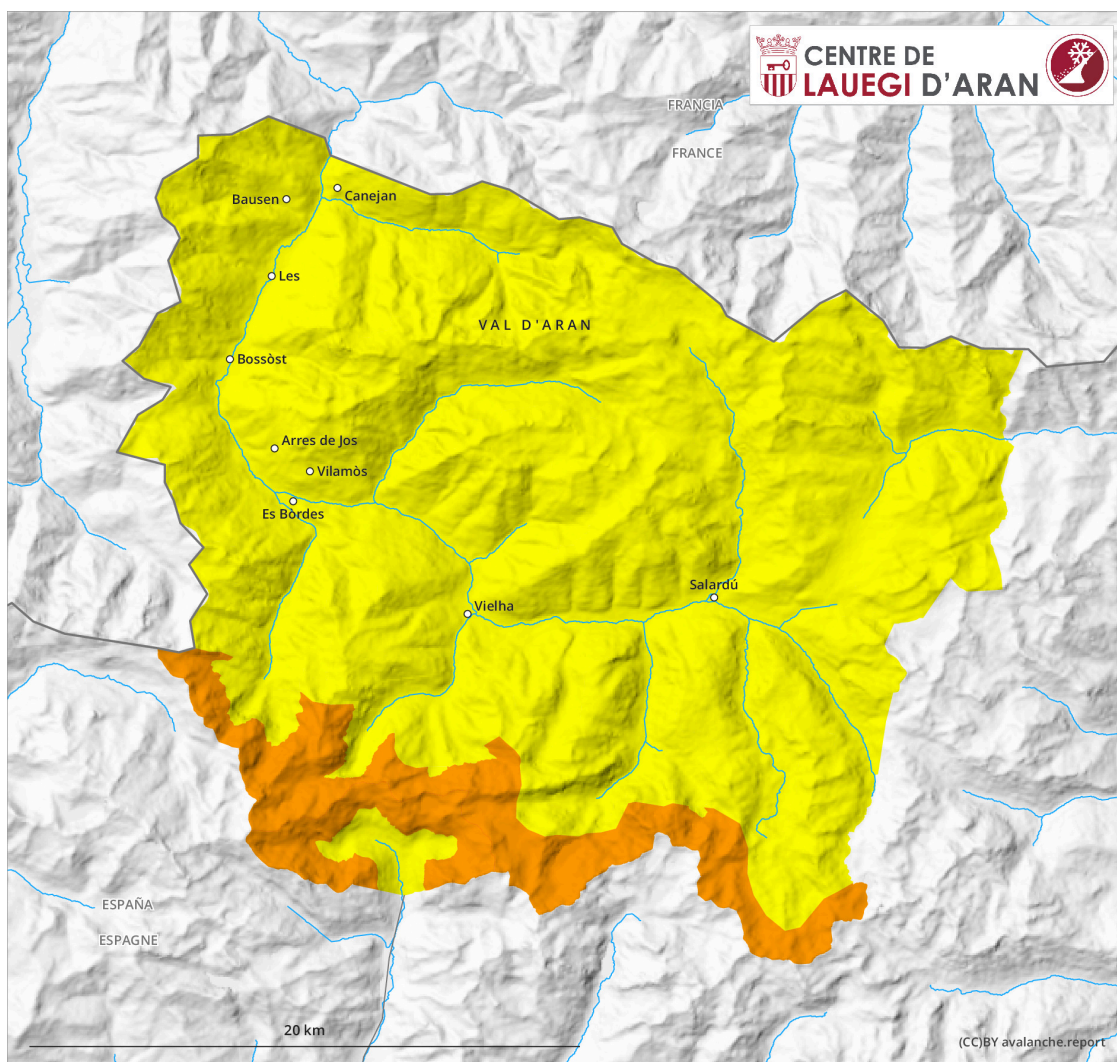 CENTRE DE
LAUEGI D'ARAN
FRANCIA
FRANCE
Bausen
Canejan
Les
VAL D'ARAN
Bossòst
Arres de Jos
Vilamòs
Es Bòrdes
Salardú
Vielha
ESPAÑA
ESPAGNE
20 km
(CC)BY avalanche.report